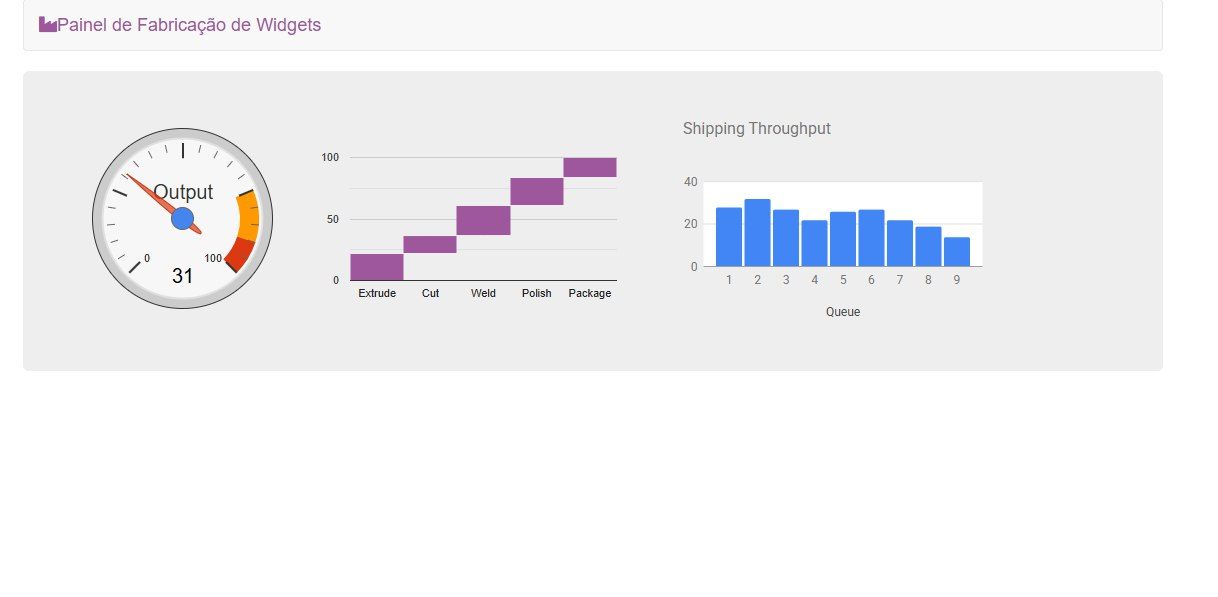 Painel de Fabricação de Widgets
Output
0
100
31
100
50
0
Extrude Cut Weld Polish Package
Shipping Throughput
40
20
0
1 2 3 4 5 6 7 8 9
Queue